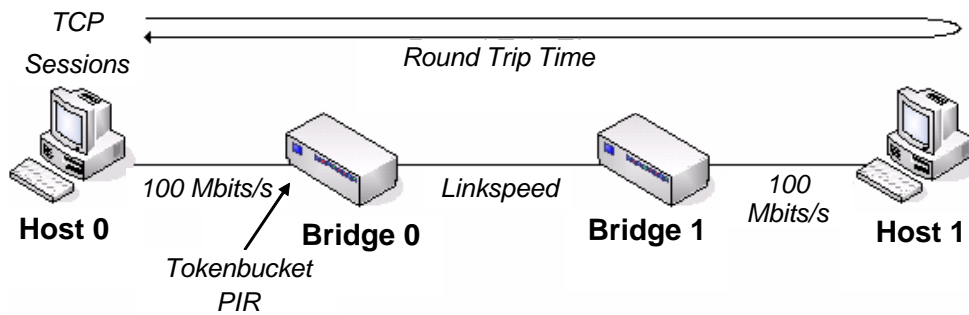 TCP
Sessions
Round Trip Time
100 Mbits/s
Linkspeed
100
Mbits/s
Host 0
Bridge 0
Bridge 1
Host 1
Tokenbucket
PIR